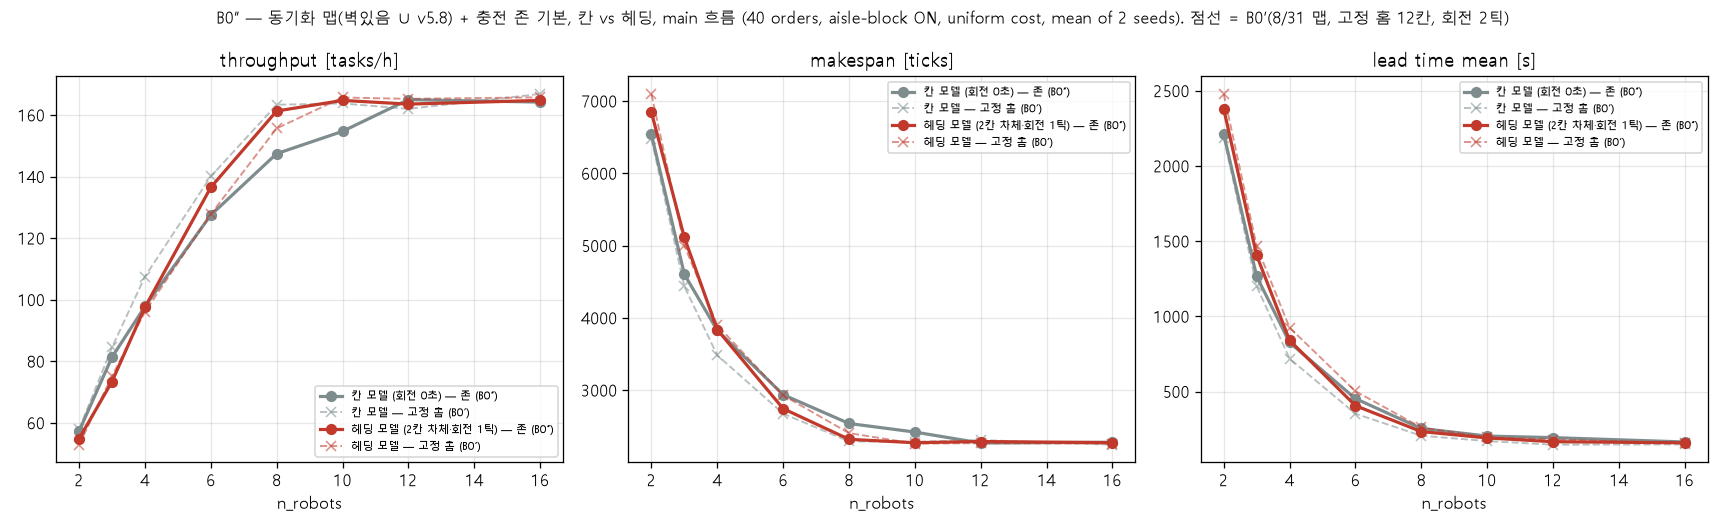 B0″ — 동기화 맵(벽있음 ∪ v5.8) + 충전 존 기본, 칸 vs 헤딩, main 흐름 (40 orders, aisle-block ON, uniform cost, mean of 2 seeds). 점선 = B0′(8/31 맵, 고정 홈 12칸, 회전 2틱)
throughput [tasks/h]
160
140
120
100
80
60
2 4 6 8 10 12 14 16
n_robots
칸 모델 (회전 0초) — 존 (B0″)
칸 모델 — 고정 홈 (B0′)
헤딩 모델 (2칸 차체·회전 1틱) — 존 (B0″)
헤딩 모델 — 고정 홈 (B0′)
makespan [ticks]
7000
6000
5000
4000
3000
2 4 6 8 10 12 14 16
n_robots
칸 모델 (회전 0초) — 존 (B0″)
칸 모델 — 고정 홈 (B0′)
헤딩 모델 (2칸 차체·회전 1틱) — 존 (B0″)
헤딩 모델 — 고정 홈 (B0′)
lead time mean [s]
2500
2000
1500
1000
500
2 4 6 8 10 12 14 16
n_robots
칸 모델 (회전 0초) — 존 (B0″)
칸 모델 — 고정 홈 (B0′)
헤딩 모델 (2칸 차체·회전 1틱) — 존 (B0″)
헤딩 모델 — 고정 홈 (B0′)